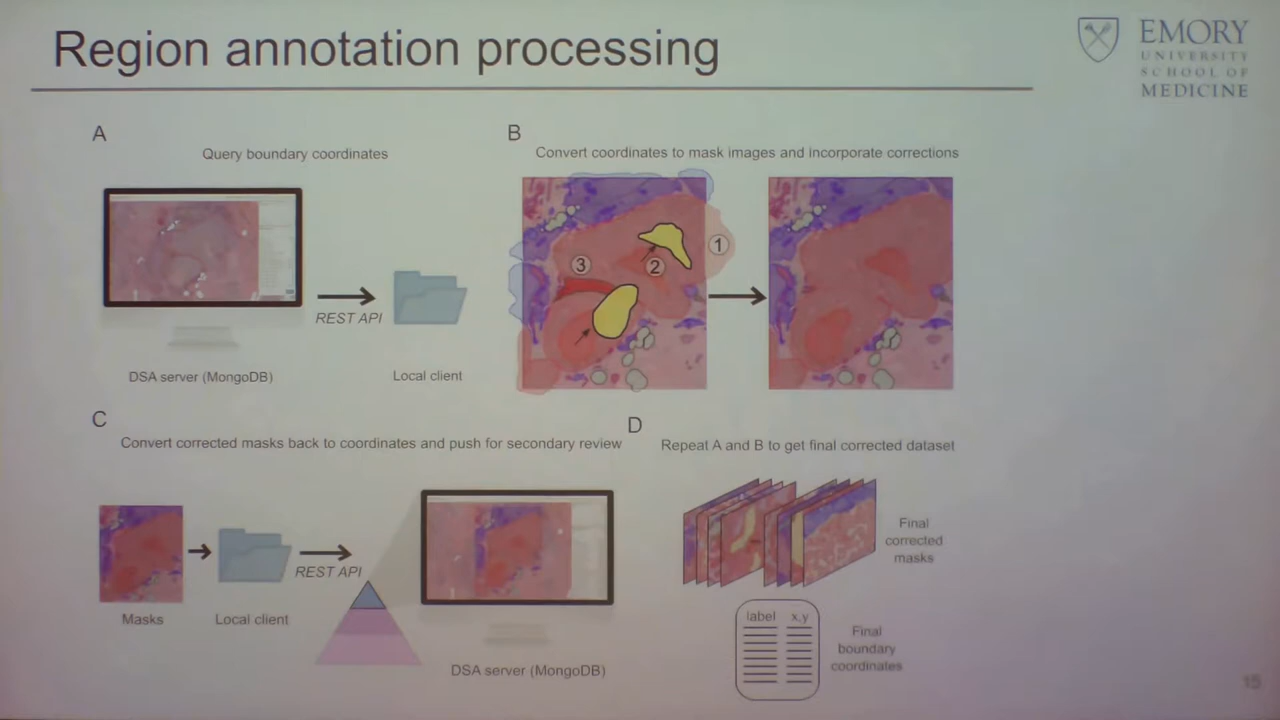 Region annotation processing
EMORY
UNIVERSITY
SCHOOL OF
MEDICINE
A
Query boundary coordinates
REST API
DSA server (MongoDB)
Local client
B
Convert coordinates to mask images and incorporate corrections
1
2
3
C
Convert corrected masks back to coordinates and push for secondary review
Masks
Local client
REST API
DSA server (MongoDB)
D
Repeat A and B to get final corrected dataset
Final
corrected
masks
label x,y
Final
boundary
coordinates
15